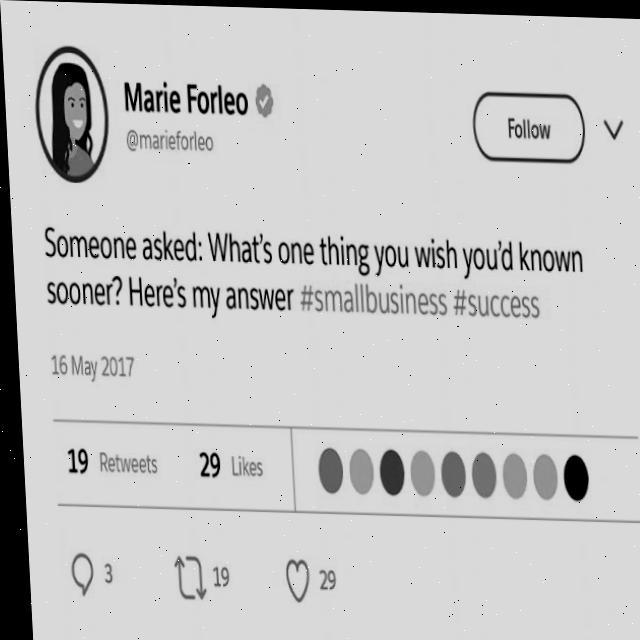 Marie Forleo
@marieforleo
Follow
Someone asked: What's one thing you wish you'd known
sooner? Here's my answer #smallbusiness #success
16 May 2017
19 Retweets 29 Likes
3 19 29